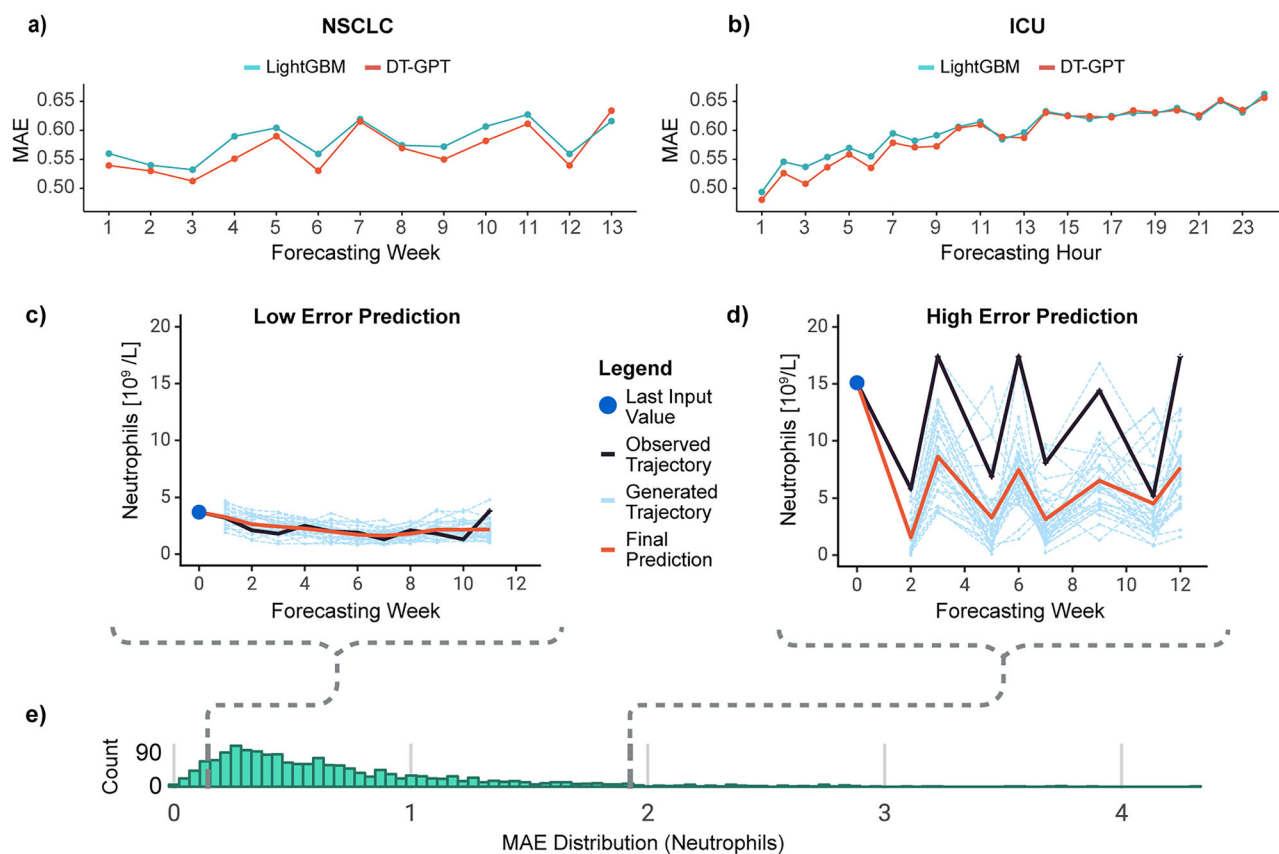 a)
NSCLC
LightGBM DT-GPT
MAE
0.65
0.60
0.55
0.50
1 2 3 4 5 6 7 8 9 10 11 12 13
Forecasting Week
b)
ICU
LightGBM DT-GPT
MAE
0.65
0.60
0.55
0.50
1 3 5 7 9 11 13 15 17 19 21 23
Forecasting Hour
c)
Low Error Prediction
Neutrophils [10⁹/L]
20
15
10
5
0
0 2 4 6 8 10 12
Forecasting Week
Legend
Last Input
Value
Observed
Trajectory
Generated
Trajectory
Final
Prediction
d)
High Error Prediction
Neutrophils [10⁹/L]
20
15
10
5
0
0 2 4 6 8 10 12
Forecasting Week
e)
Count
90
0
0 1 2 3 4
MAE Distribution (Neutrophils)